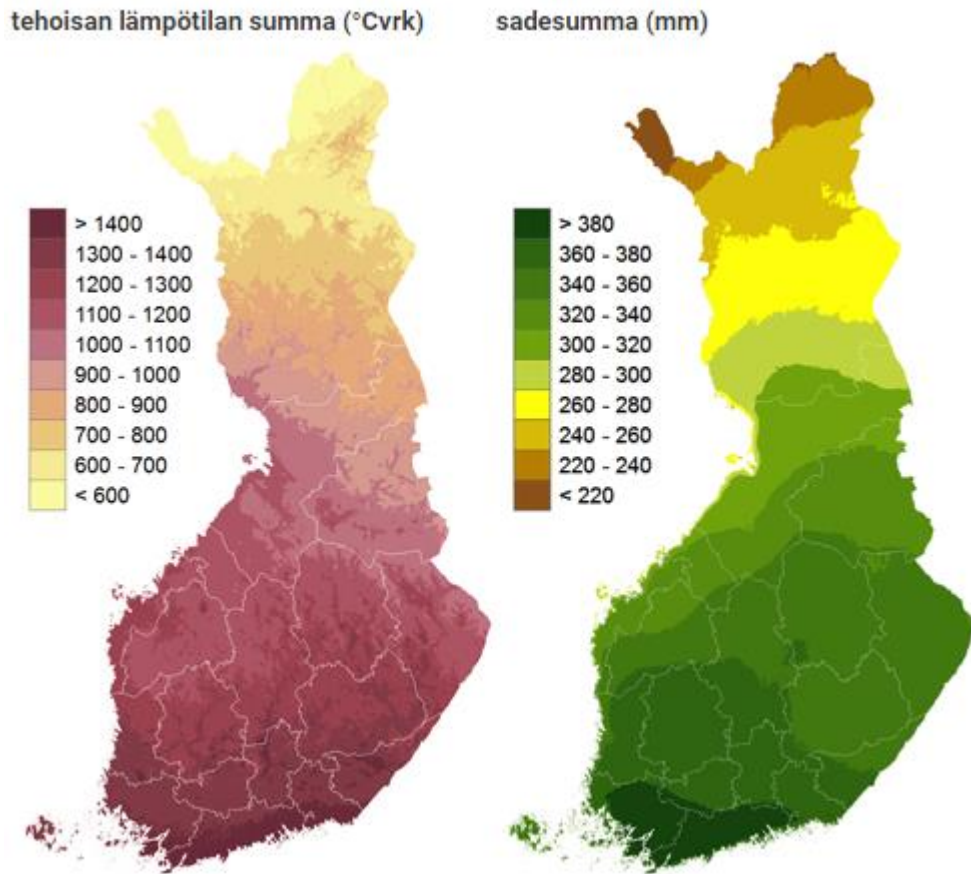 tehoisan lämpötilan summa (°Cvrk)
> 1400
1300 - 1400
1200 - 1300
1100 - 1200
1000 - 1100
900 - 1000
800 - 900
700 - 800
600 - 700
< 600
sadesumma (mm)
> 380
360 - 380
340 - 360
320 - 340
300 - 320
280 - 300
260 - 280
240 - 260
220 - 240
< 220